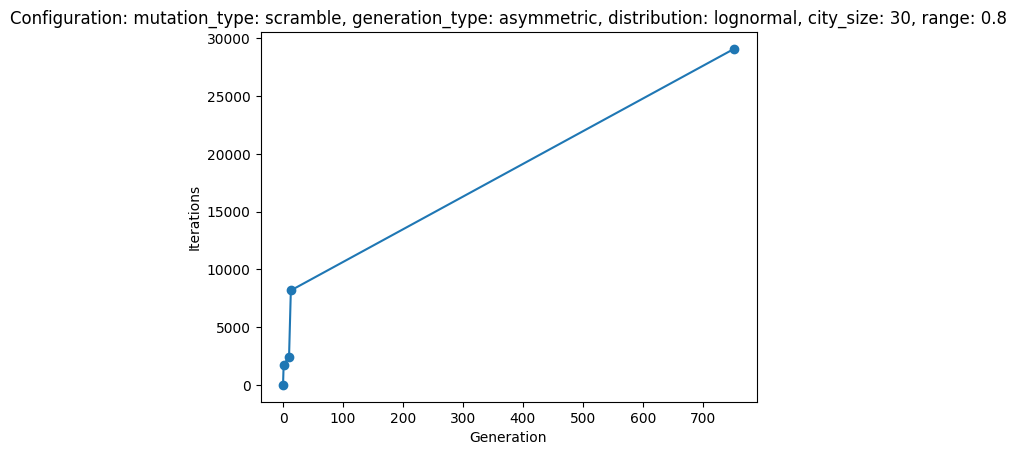 Configuration: mutation_type: scramble, generation_type: asymmetric, distribution: lognormal, city_size: 30, range: 0.8
30000
25000
20000
15000
10000
5000
0
Iterations
0 100 200 300 400 500 600 700
Generation